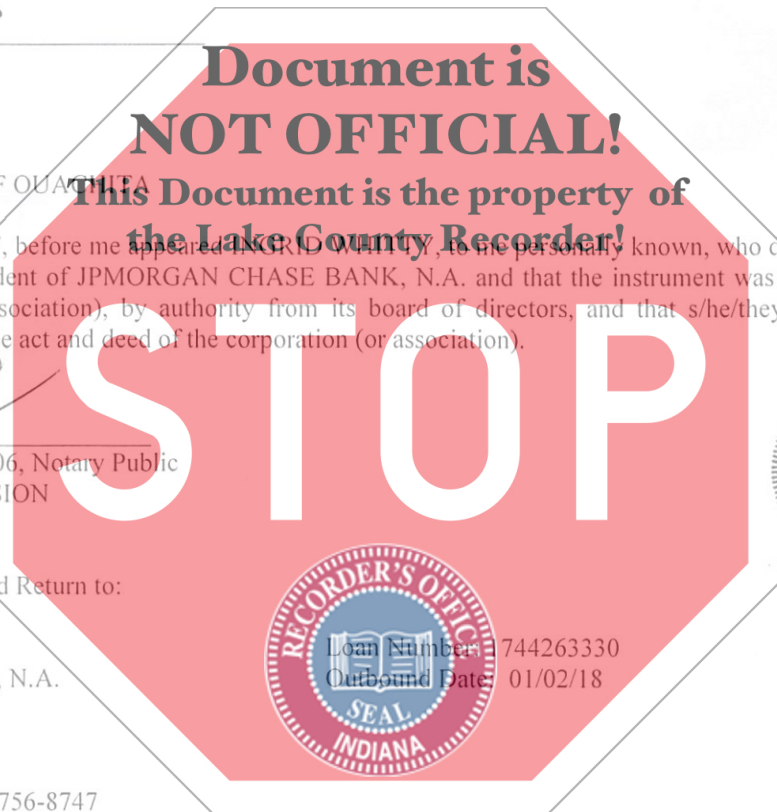 Document is
NOT OFFICIAL!
F OUACHITA
This Document is the property of
the Lake County Recorder!
, before me appeared INGRID WHITTY, to me personally known, who
dent of JPMORGAN CHASE BANK, N.A. and that the instrument was
sociation), by authority from its board of directors, and that s/he/they
e act and deed of the corporation (or association).
STOP
06, Notary Public
SION
d Return to:
RECORDER'S OFFICE
Loan Number: 1744263330
, N.A.
Outbound Date: 01/02/18
SEAL
INDIANA
756-8747